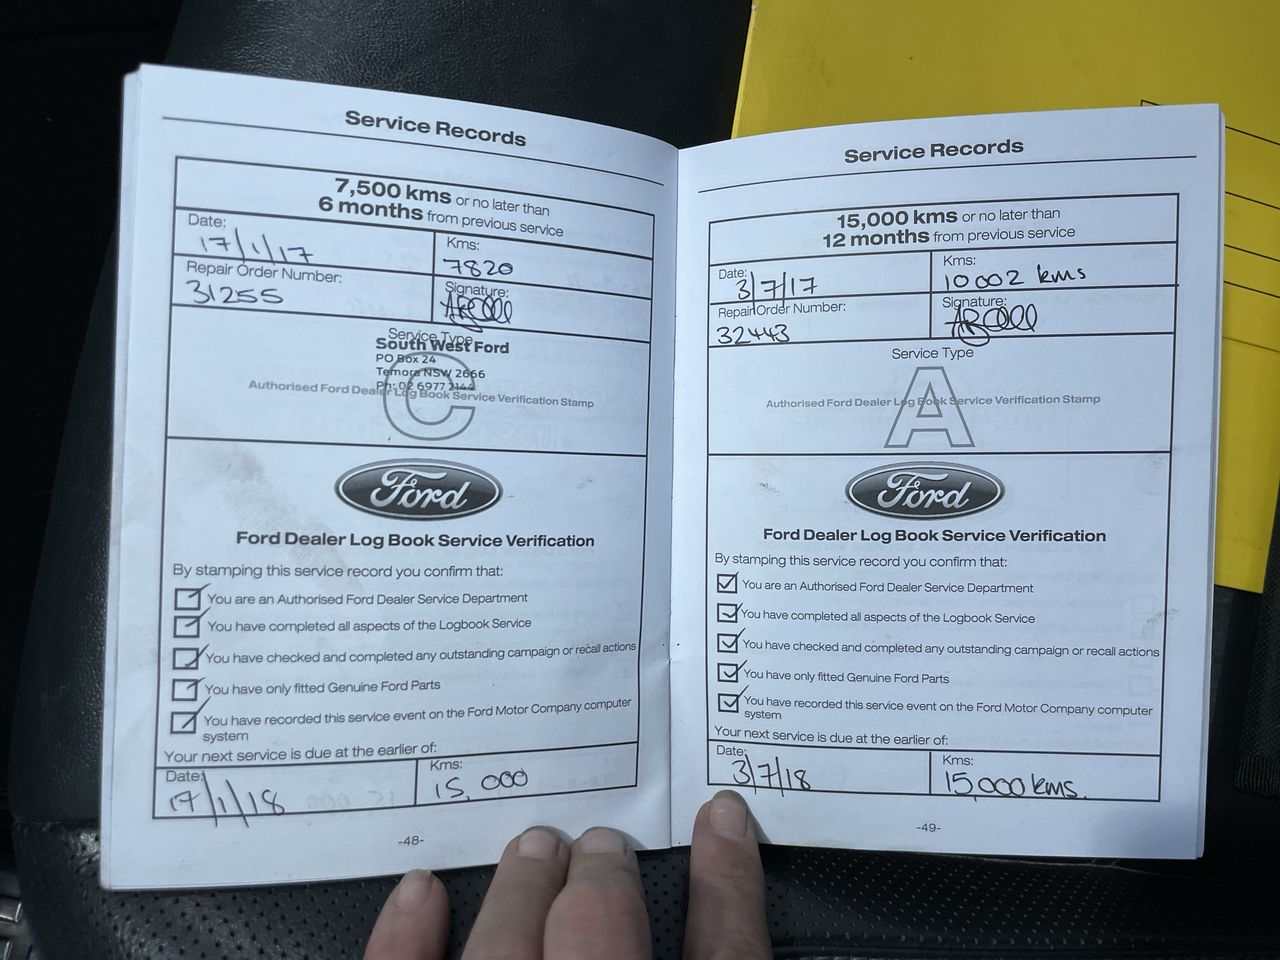 Service Records
7,500 kms or no later than
6 months from previous service
Date:
17/1/17
Kms:
7820
Repair Order Number:
31255
Signature:
Service Type
South West Ford
PO Box 24
Temora NSW 2666
Ph: 02 6977 2144
C
Authorised Ford Dealer Log Book Service Verification Stamp
Ford
Ford Dealer Log Book Service Verification
By stamping this service record you confirm that:
You are an Authorised Ford Dealer Service Department
You have completed all aspects of the Logbook Service
You have checked and completed any outstanding campaign or recall actions
You have only fitted Genuine Ford Parts
You have recorded this service event on the Ford Motor Company computer
system
Your next service is due at the earlier of:
Date:
17/1/18
Kms:
15,000
-48-
Service Records
15,000 kms or no later than
12 months from previous service
Date:
3/7/17
Kms:
10002 kms
Repair Order Number:
32443
Signature:
Service Type
A
Authorised Ford Dealer Log Book Service Verification Stamp
Ford
Ford Dealer Log Book Service Verification
By stamping this service record you confirm that:
You are an Authorised Ford Dealer Service Department
You have completed all aspects of the Logbook Service
You have checked and completed any outstanding campaign or recall actions
You have only fitted Genuine Ford Parts
You have recorded this service event on the Ford Motor Company computer
system
Your next service is due at the earlier of:
Date:
3/7/18
Kms:
15,000 kms.
-49-